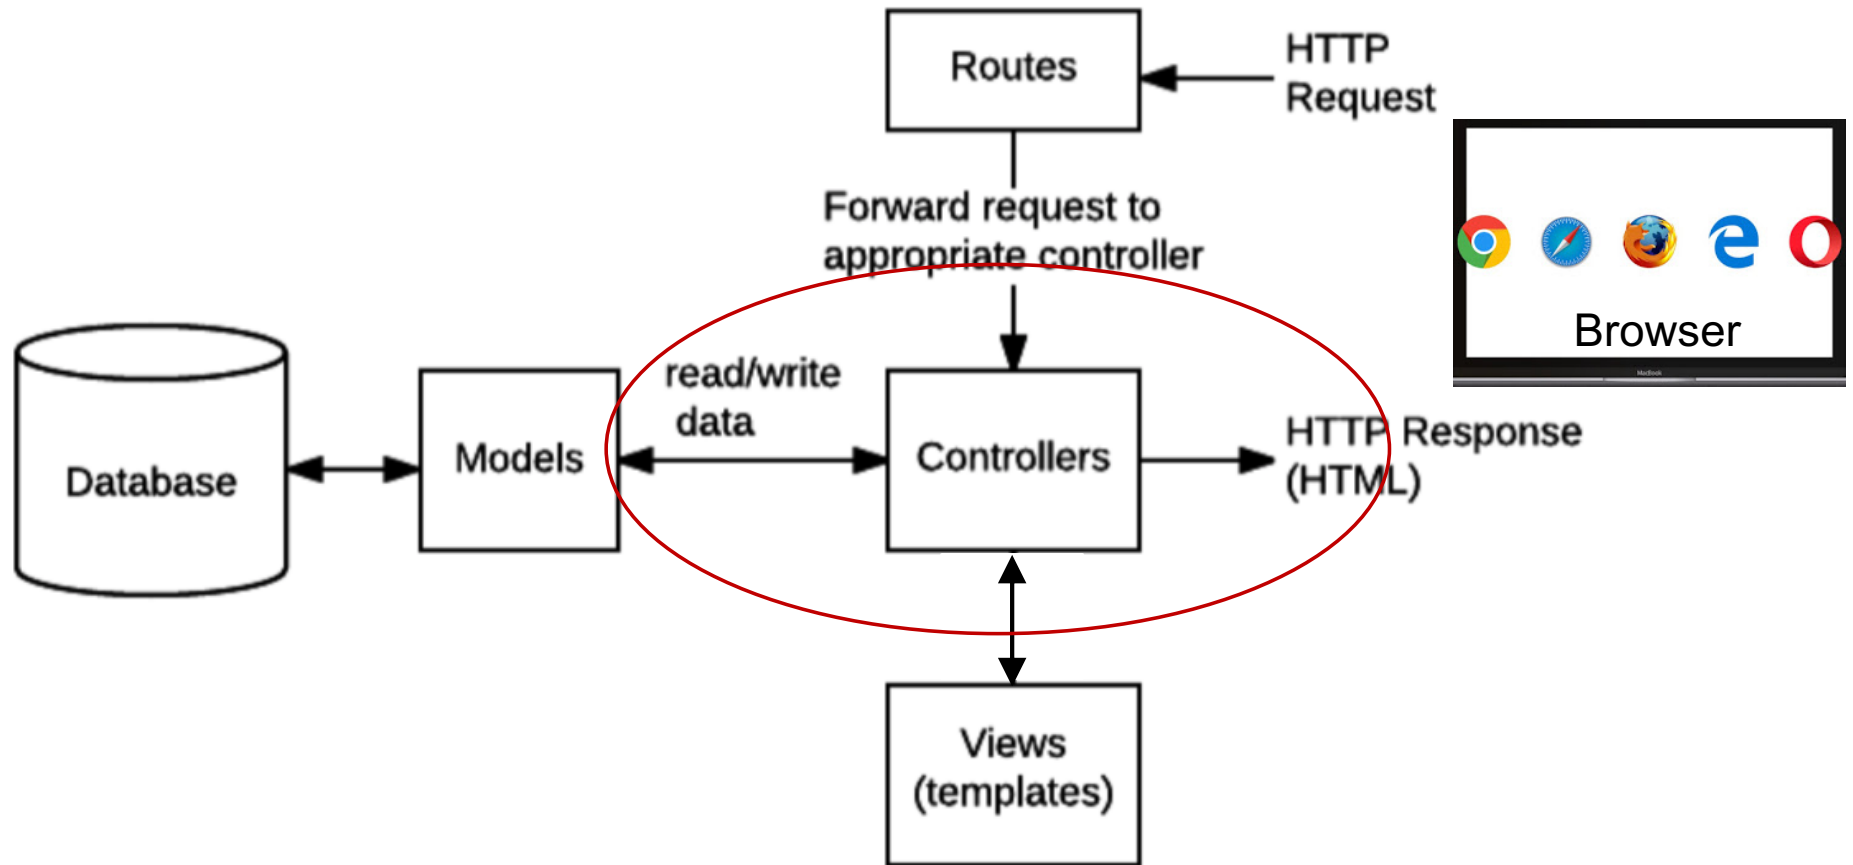 Routes
HTTP
Request
Forward request to
appropriate controller
Browser
MacBook
read/write
data
Database
Models
Controllers
HTTP Response
(HTML)
Views
(templates)